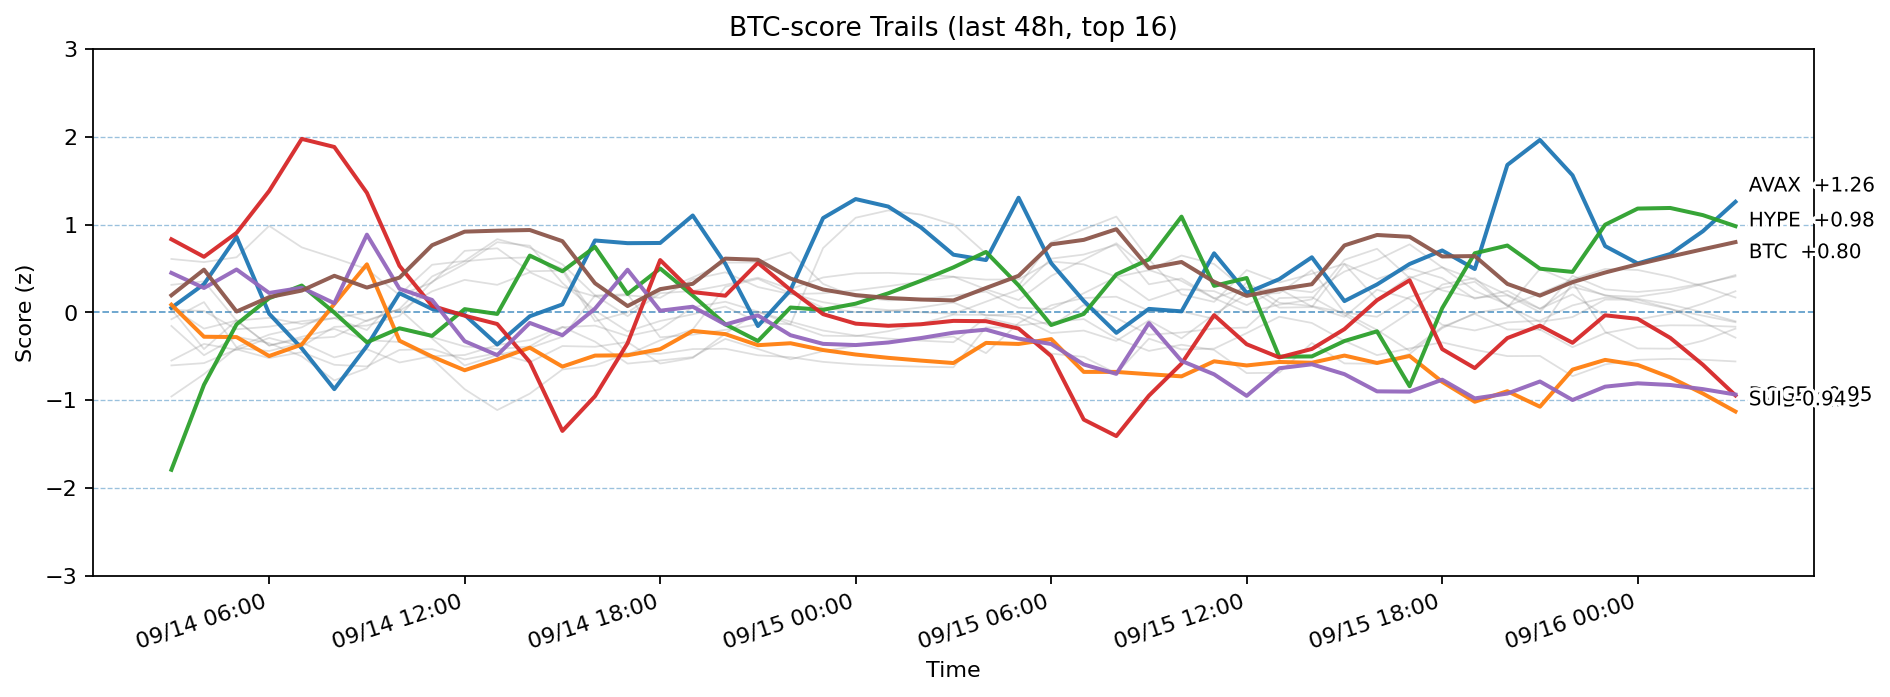 BTC-score Trails (last 48h, top 16)
Score (z)
3
2
1
0
−1
−2
−3
AVAX +1.26
HYPE +0.98
BTC +0.80
09/14 06:00
09/14 12:00
09/14 18:00
09/15 00:00
09/15 06:00
09/15 12:00
09/15 18:00
09/16 00:00
Time